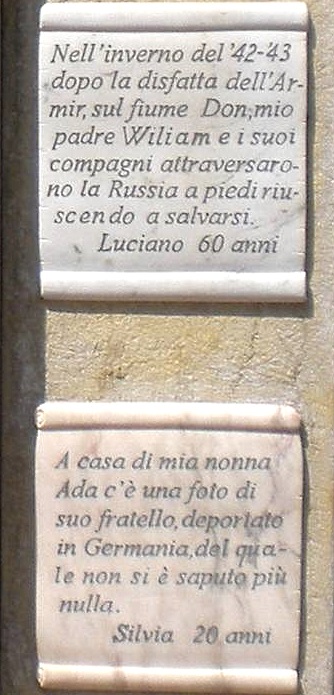 Nell'inverno del '42-'43
dopo la disfatta dell'Ar-
mir, sul fiume Don, mio
padre Wiliam e i suoi
compagni attraversaro-
no la Russia a piedi riu-
scendo a salvarsi.
Luciano 60 anni
A casa di mia nonna
Ada c'è una foto di
suo fratello, deportato
in Germania, del qua-
le non si è saputo più
nulla.
Silvia 20 anni